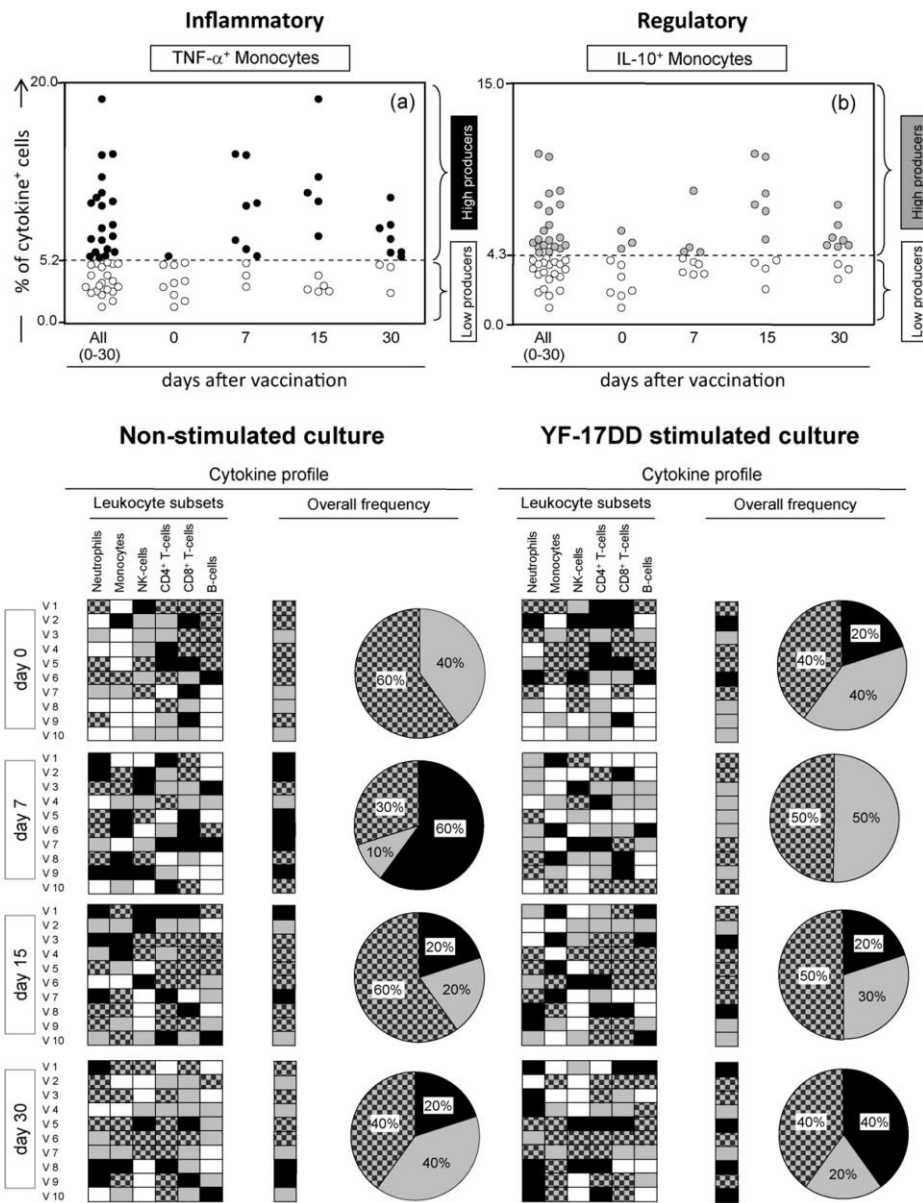 Inflammatory
Regulatory
TNF-α⁺ Monocytes
IL-10⁺ Monocytes
% of cytokine⁺ cells
20.0
5.2
0.0
(a)
High producers
Low producers
All
(0-30)
0
7
15
30
days after vaccination
15.0
4.3
0.0
(b)
High producers
Low producers
All
(0-30)
0
7
15
30
days after vaccination
Non-stimulated culture
YF-17DD stimulated culture
Cytokine profile
Cytokine profile
Leukocyte subsets
Overall frequency
Leukocyte subsets
Overall frequency
Neutrophils
Monocytes
NK-cells
CD4⁺ T-cells
CD8⁺ T-cells
B-cells
Neutrophils
Monocytes
NK-cells
CD4⁺ T-cells
CD8⁺ T-cells
B-cells
day 0
V 1
V 2
V 3
V 4
V 5
V 6
V 7
V 8
V 9
V 10
60%
40%
40%
20%
40%
day 7
V 1
V 2
V 3
V 4
V 5
V 6
V 7
V 8
V 9
V 10
30%
60%
10%
50%
50%
day 15
V 1
V 2
V 3
V 4
V 5
V 6
V 7
V 8
V 9
V 10
60%
20%
20%
50%
20%
30%
day 30
V 1
V 2
V 3
V 4
V 5
V 6
V 7
V 8
V 9
V 10
40%
20%
40%
40%
40%
20%